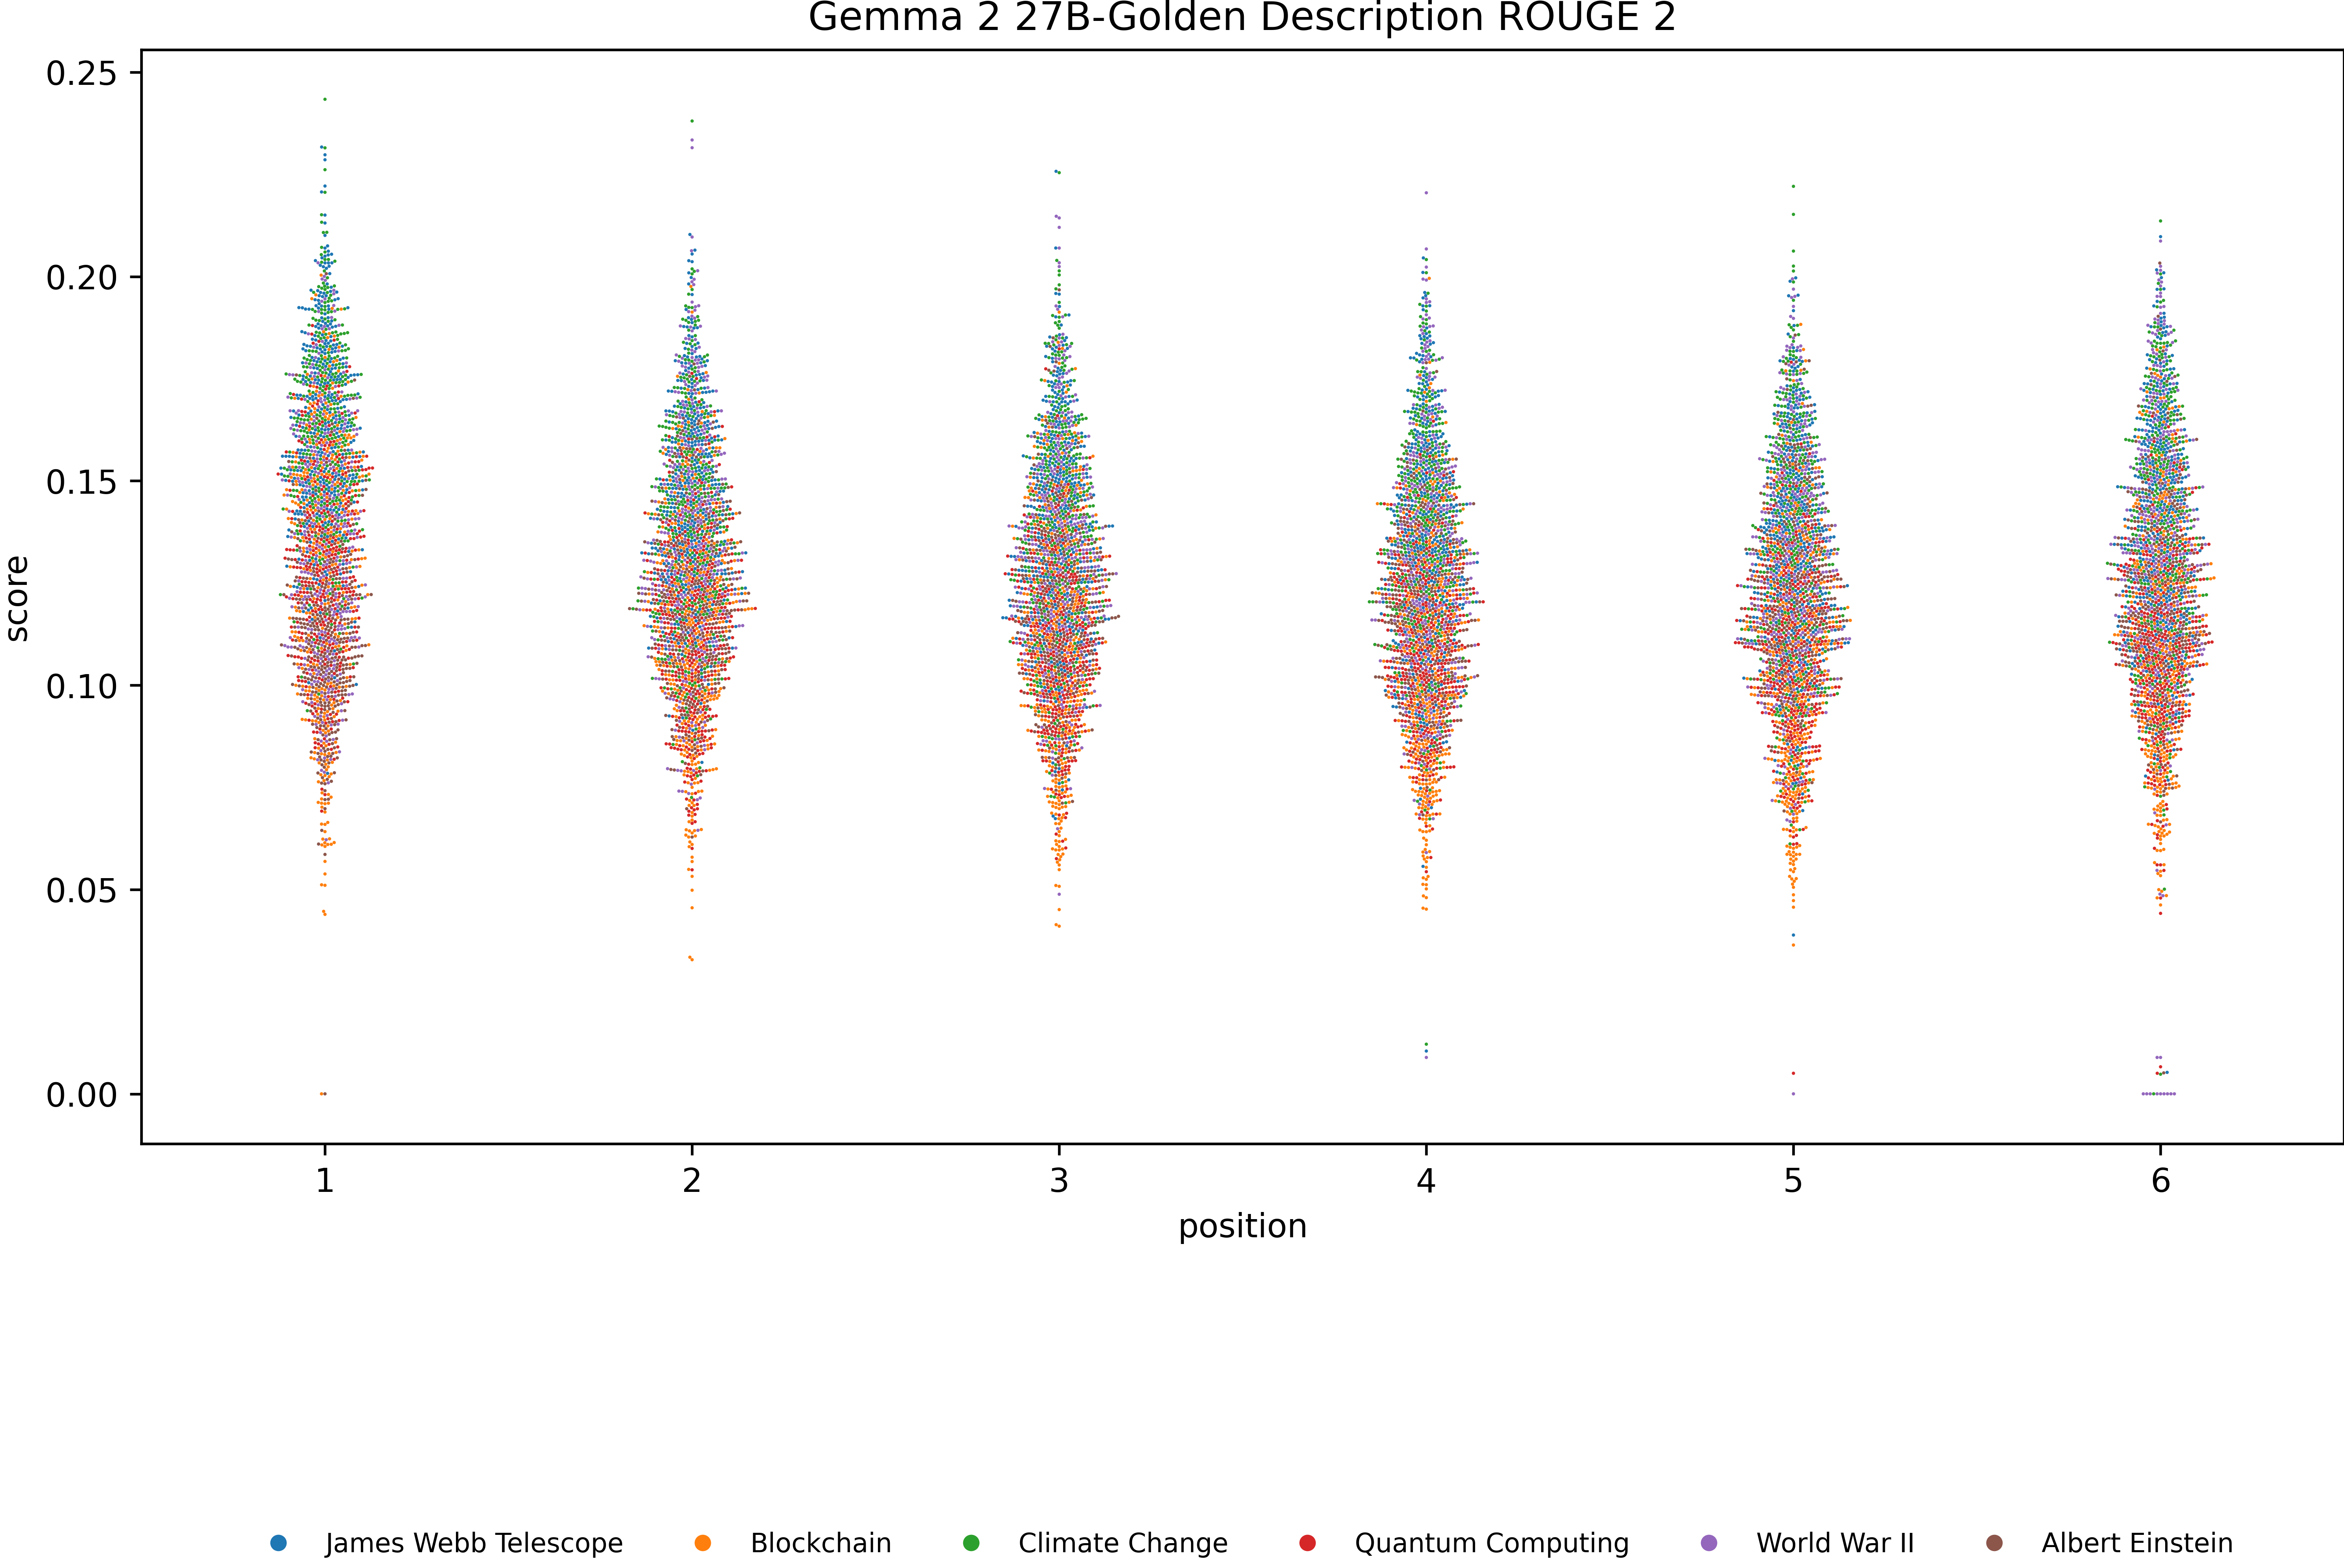 Gemma 2 27B-Golden Description ROUGE 2
0.25
0.20
0.15
0.10
0.05
0.00
score
1 2 3 4 5 6
position
James Webb Telescope Blockchain Climate Change Quantum Computing World War II Albert Einstein